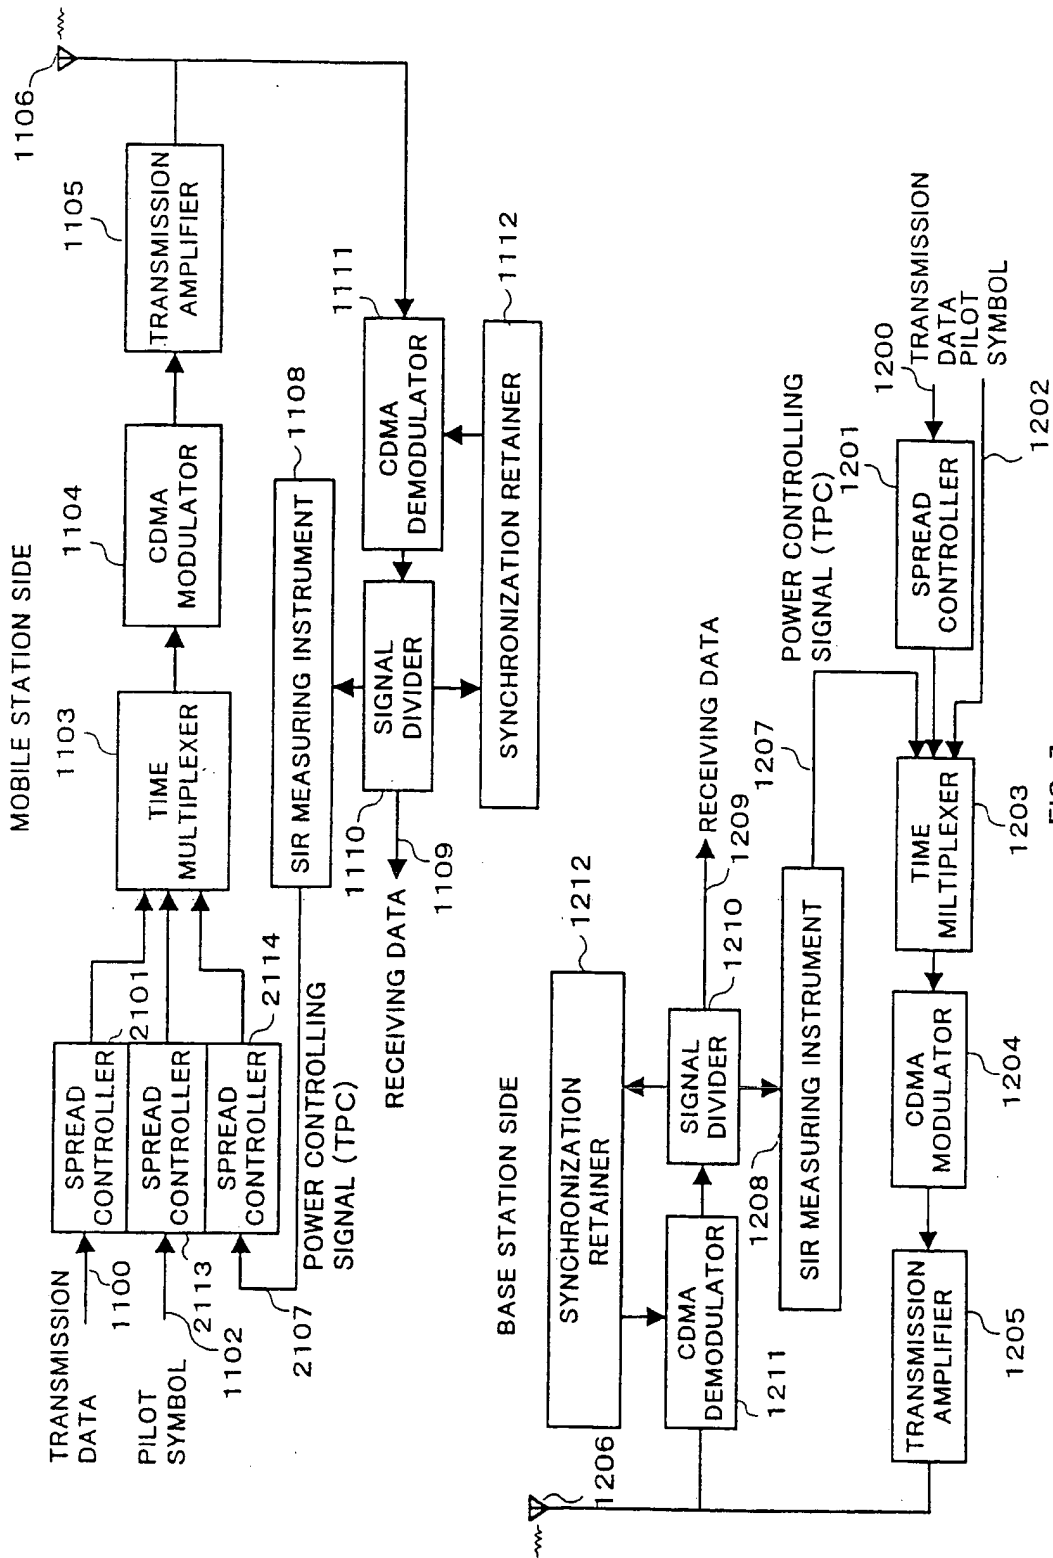 MOBILE STATION SIDE
TRANSMISSION
DATA
1100
PILOT
SYMBOL
1102
2113
2107
SPREAD
CONTROLLER
2101
SPREAD
CONTROLLER
SPREAD
CONTROLLER
2114
TIME
MULTIPLEXER
1103
CDMA
MODULATOR
1104
TRANSMISSION
AMPLIFIER
1105
1106
POWER CONTROLLING
SIGNAL (TPC)
SIR MEASURING INSTRUMENT
1108
RECEIVING DATA
1109
1110
SIGNAL
DIVIDER
CDMA
DEMODULATOR
1111
SYNCHRONIZATION RETAINER
1112
BASE STATION SIDE
1206
SYNCHRONIZATION
RETAINER
1212
CDMA
DEMODULATOR
1211
SIGNAL
DIVIDER
1210
1209
RECEIVING DATA
1208
SIR MEASURING INSTRUMENT
1207
POWER CONTROLLING
SIGNAL (TPC)
TRANSMISSION
AMPLIFIER
1205
CDMA
MODULATOR
1204
TIME
MILTIPLEXER
1203
SPREAD
CONTROLLER
1201
1200
TRANSMISSION
DATA
PILOT
SYMBOL
1202